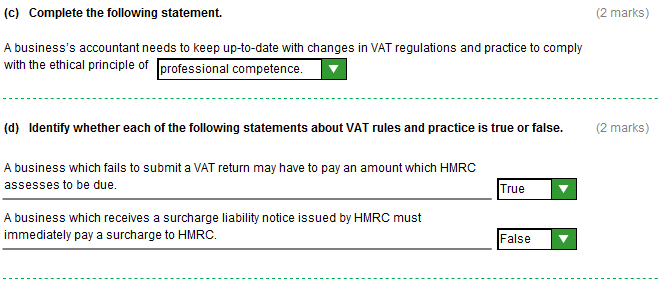 (c) Complete the following statement. (2 marks)
A business's accountant needs to keep up-to-date with changes in VAT regulations and practice to comply
with the ethical principle of professional competence.
(d) Identify whether each of the following statements about VAT rules and practice is true or false. (2 marks)
A business which fails to submit a VAT return may have to pay an amount which HMRC
assesses to be due.
True
A business which receives a surcharge liability notice issued by HMRC must
immediately pay a surcharge to HMRC.
False